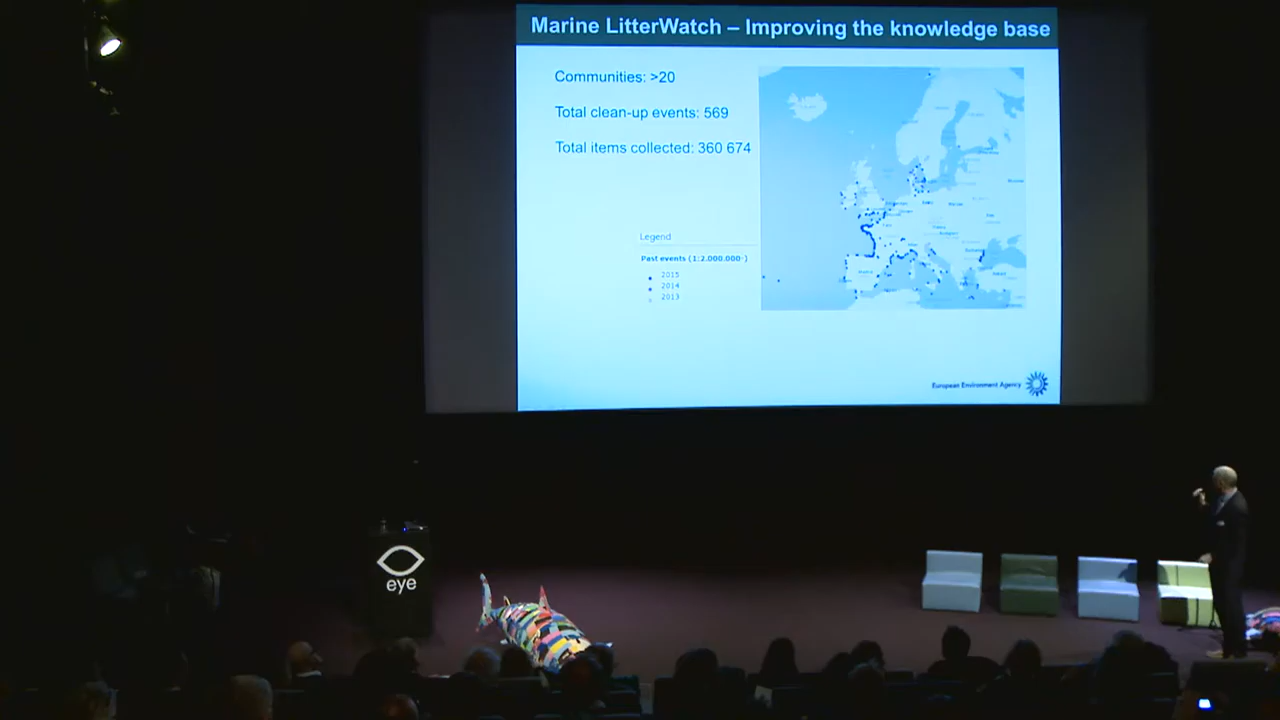 Marine LitterWatch – Improving the knowledge base
Communities: >20
Total clean-up events: 569
Total items collected: 360 674
Legend
Past events (1:2.000.000-)
2015
2014
2013
European Environment Agency
eye